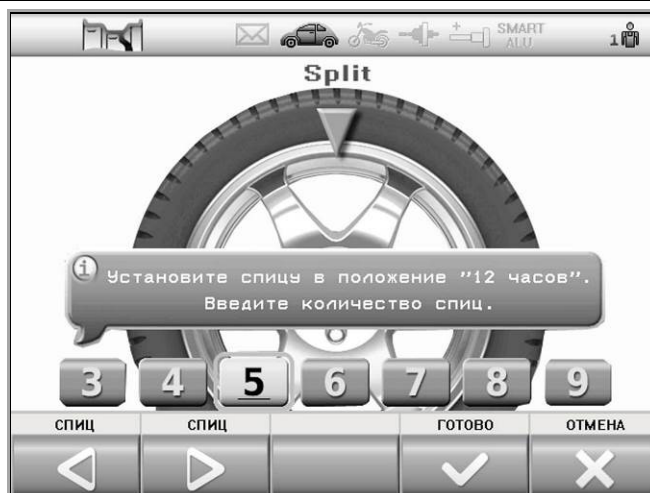 SMART
ALU
1
Split
Установите спицу в положение "12 часов".
Введите количество спиц.
3 4 5 6 7 8 9
СПИЦ СПИЦ ГОТОВО ОТМЕНА